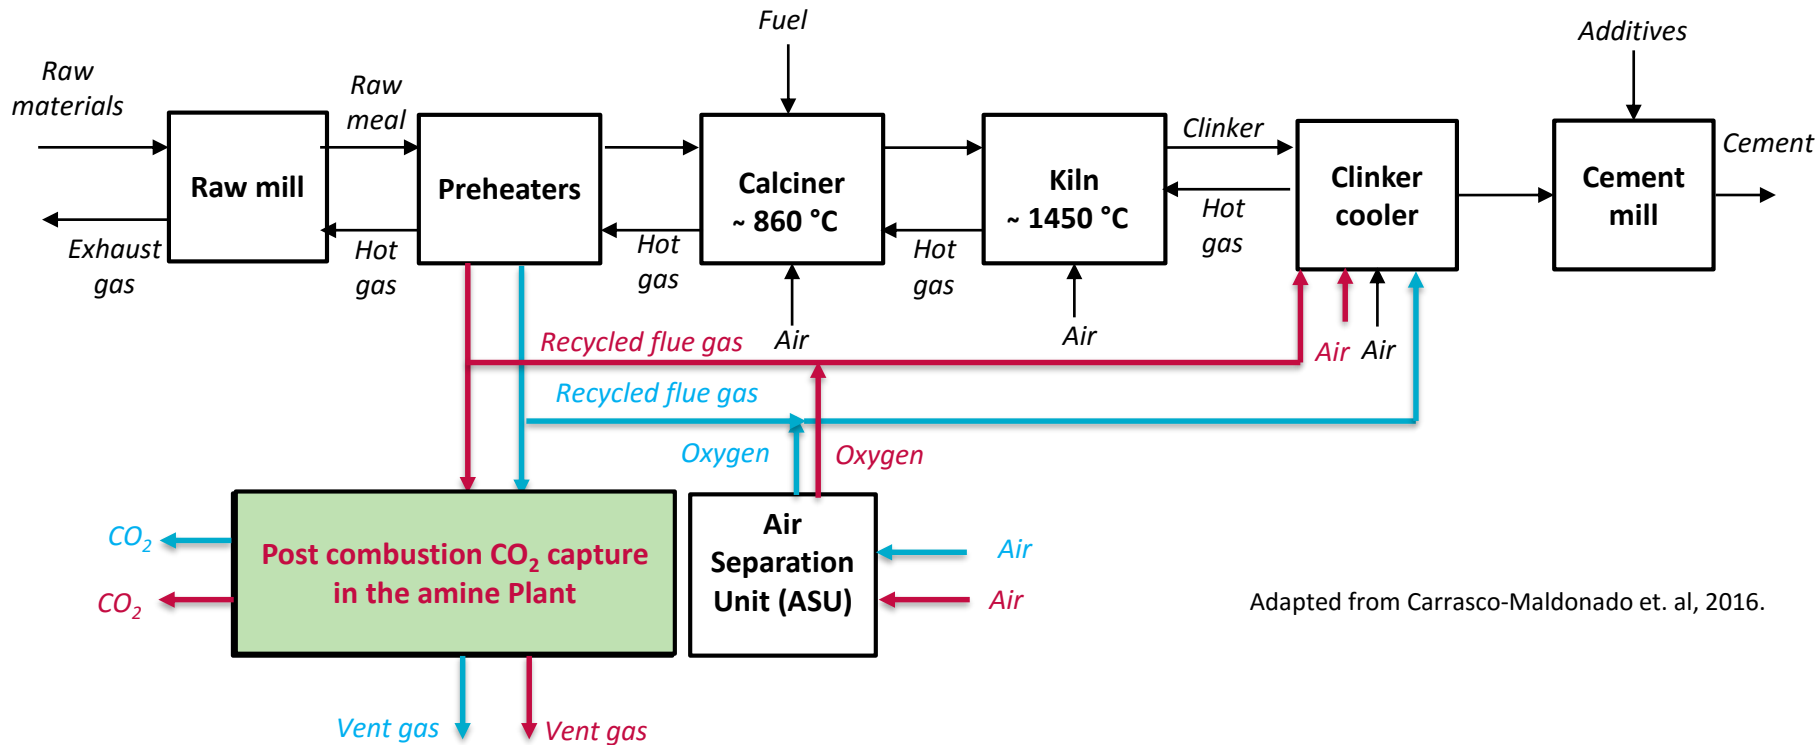 Fuel
Additives
Raw
materials
Raw
meal
Clinker
Cement
Raw mill
Preheaters
Calciner
~ 860 °C
Kiln
~ 1450 °C
Clinker
cooler
Cement
mill
Exhaust
gas
Hot
gas
Hot
gas
Hot
gas
Hot
gas
Air
Air
Air
Air
Recycled flue gas
Recycled flue gas
Oxygen
Oxygen
CO₂
CO₂
Post combustion CO₂ capture
in the amine Plant
Air
Separation
Unit (ASU)
Air
Air
Adapted from Carrasco-Maldonado et. al, 2016.
Vent gas
Vent gas